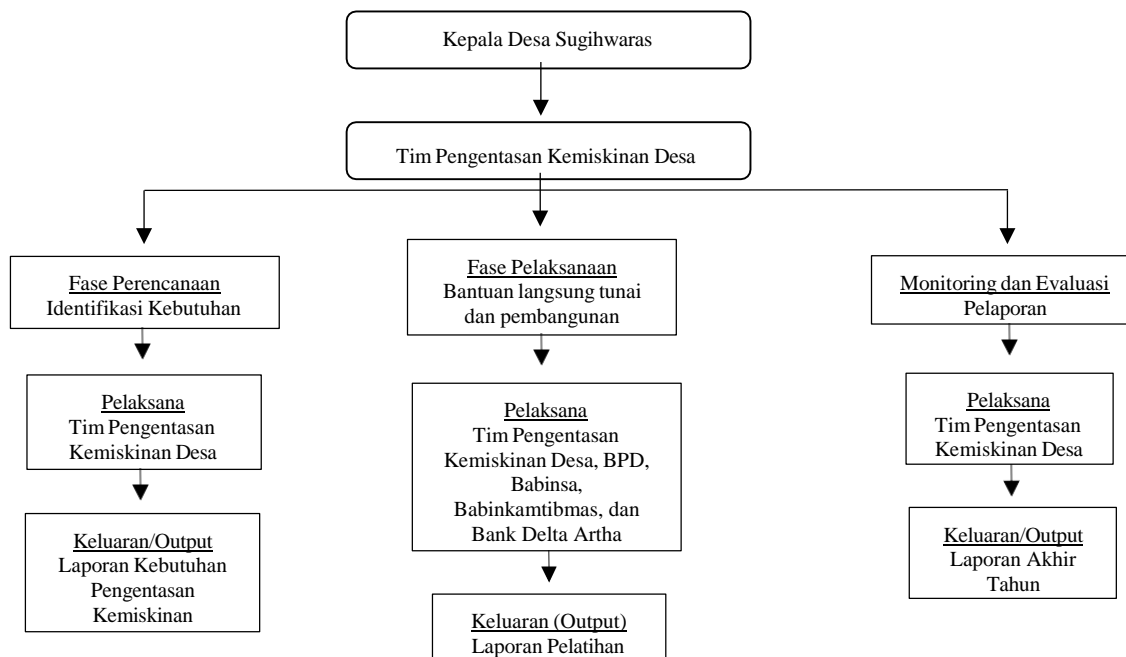 Kepala Desa Sugihwaras
Tim Pengentasan Kemiskinan Desa
Fase Perencanaan
Identifikasi Kebutuhan
Pelaksana
Tim Pengentasan
Kemiskinan Desa
Keluaran/Output
Laporan Kebutuhan
Pengentasan
Kemiskinan
Fase Pelaksanaan
Bantuan langsung tunai
dan pembangunan
Pelaksana
Tim Pengentasan
Kemiskinan Desa, BPD,
Babinsa,
Babinkamtibmas, dan
Bank Delta Artha
Keluaran (Output)
Laporan Pelatihan
Monitoring dan Evaluasi
Pelaporan
Pelaksana
Tim Pengentasan
Kemiskinan Desa
Keluaran/Output
Laporan Akhir
Tahun